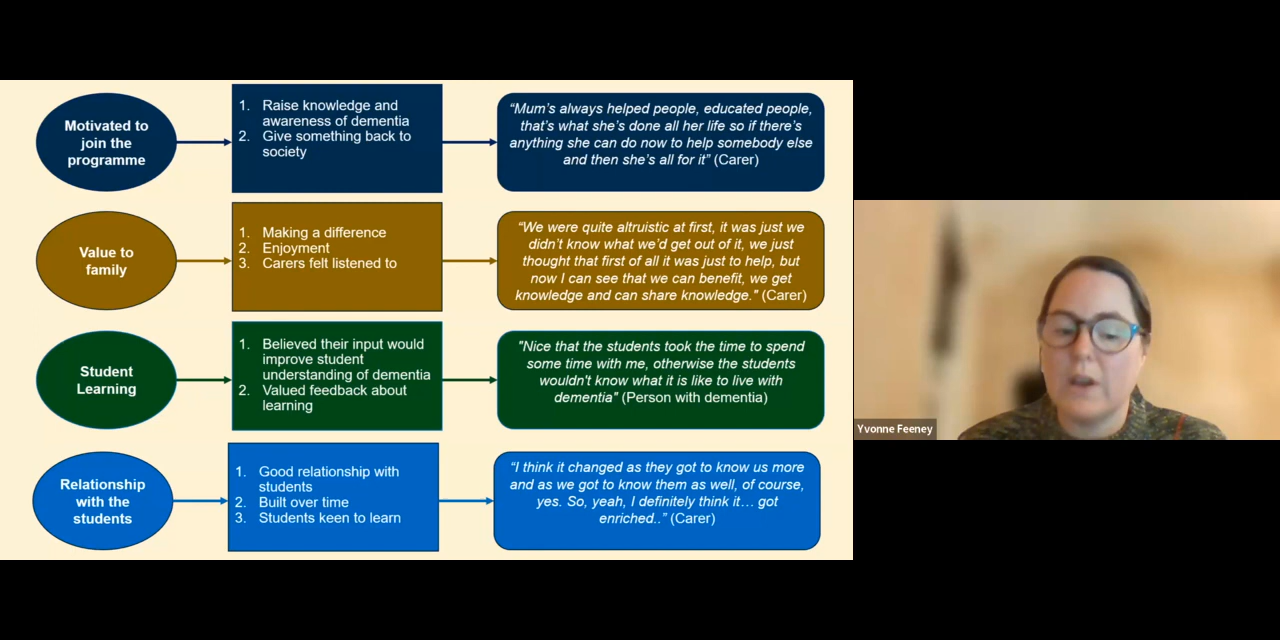 Motivated to
join the
programme
1. Raise knowledge and
awareness of dementia
2. Give something back to
society
“Mum’s always helped people, educated people,
that’s what she’s done all her life so if there’s
anything she can do now to help somebody else
and then she’s all for it” (Carer)
Value to
family
1. Making a difference
2. Enjoyment
3. Carers felt listened to
“We were quite altruistic at first, it was just we
didn’t know what we’d get out of it, we just
thought that first of all it was just to help, but
now I can see that we can benefit, we get
knowledge and can share knowledge.” (Carer)
Student
Learning
1. Believed their input would
improve student
understanding of dementia
2. Valued feedback about
learning
"Nice that the students took the time to spend
some time with me, otherwise the students
wouldn't know what it is like to live with
dementia” (Person with dementia)
Relationship
with the
students
1. Good relationship with
students
2. Built over time
3. Students keen to learn
“I think it changed as they got to know us more
and as we got to know them as well, of course,
yes. So, yeah, I definitely think it… got
enriched..” (Carer)
Yvonne Feeney